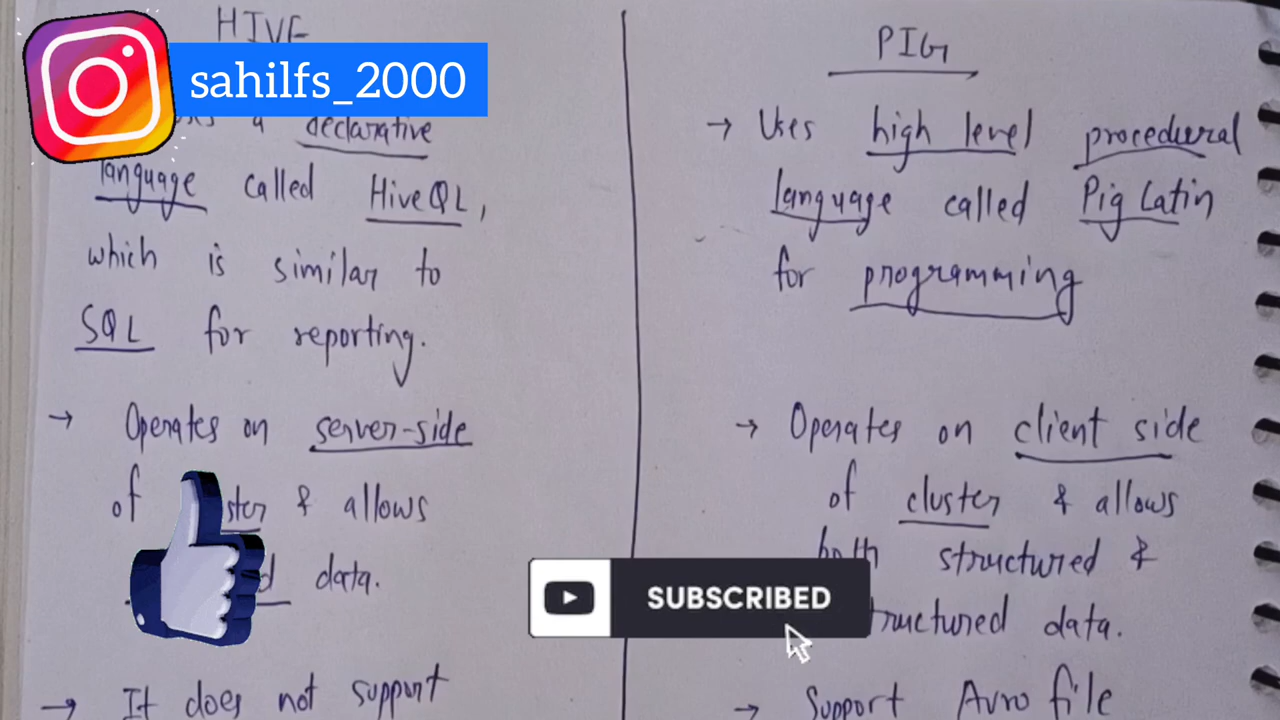 HIVE
sahilfs_2000
a declarative
language called HiveQL,
which is similar to
SQL for reporting.
→ Operates on server-side
of & allows
data.
→ It does not support
PIG
→ Uses high level procedural
language called Pig Latin
for programming
→ Operates on client side
of cluster & allows
both structured &
data.
→ Support Avro file
SUBSCRIBED